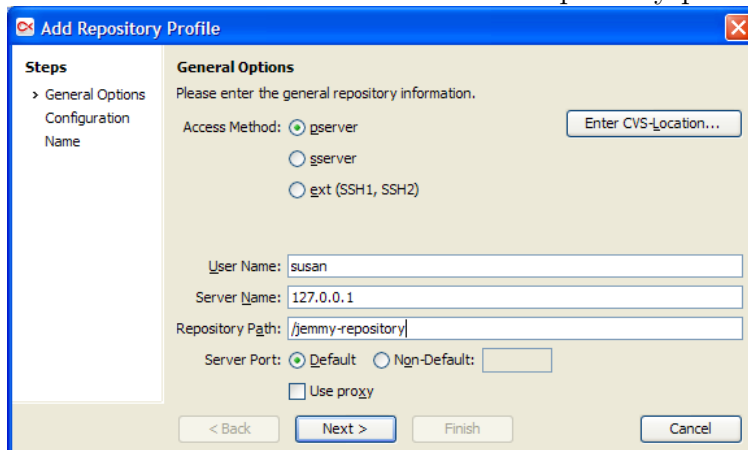 Add Repository Profile
Steps
> General Options
Configuration
Name
General Options
Please enter the general repository information.
Access Method: pserver
Enter CVS-Location...
sserver
ext (SSH1, SSH2)
User Name: susan
Server Name: 127.0.0.1
Repository Path: /jemmy-repository
Server Port: Default Non-Default:
Use proxy
< Back Next > Finish Cancel